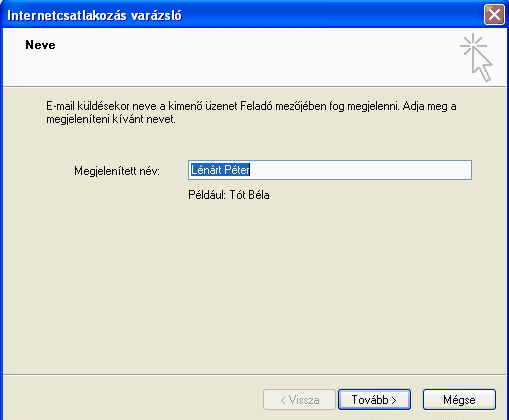 Internetcsatlakozás varázsló
Neve
E-mail küldésekor neve a kimenő üzenet Feladó mezőjében fog megjelenni. Adja meg a
megjeleníteni kívánt nevet.
Megjelenített név: Lénárt Péter
Például: Tót Béla
< Vissza Tovább > Mégse